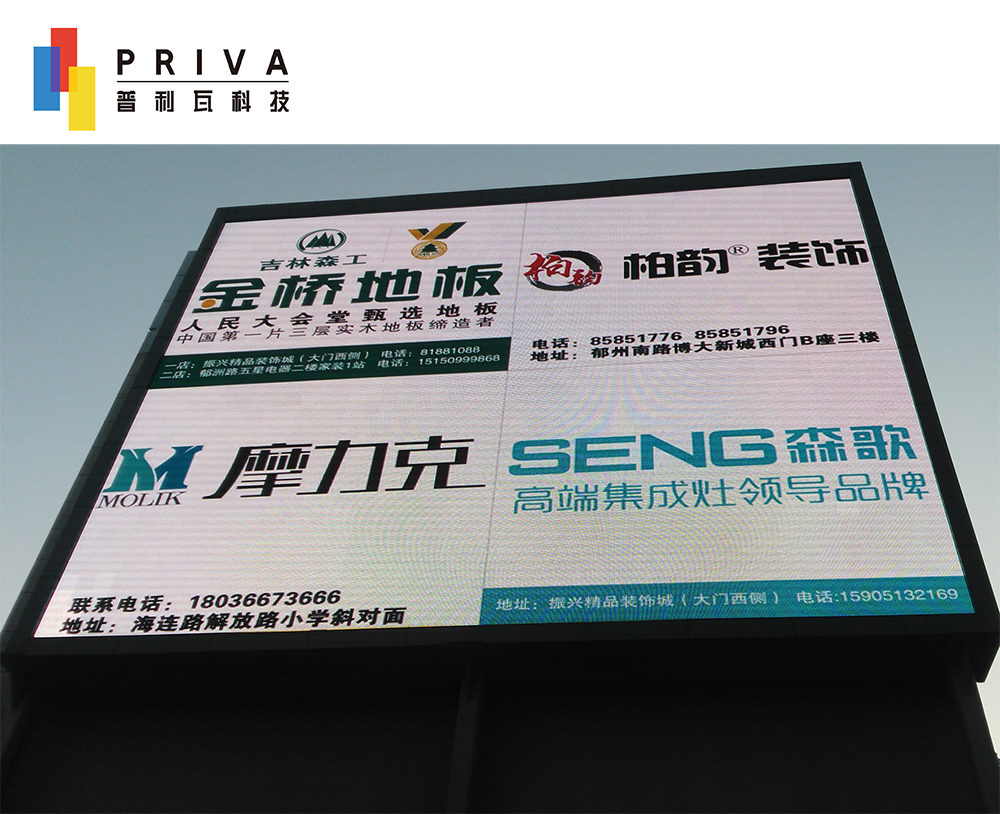 PRIVA
普利瓦科技
吉林森工
金桥地板
人民大会堂甄选地板
中国第一片三层实木地板缔造者
一店：振兴精品装饰城（大门西侧） 电话：81881088
二店：郁洲路五星电器二楼家装1站 电话：15150999868
柏韵
柏韵®装饰
电话：85851776 85851796
地址：郁州南路博大新城西门B座三楼
MOLIK
摩力克
联系电话：18036673666
地址：海连路解放路小学斜对面
SENG森歌
高端集成灶领导品牌
地址：振兴精品装饰城（大门西侧） 电话:15905132169